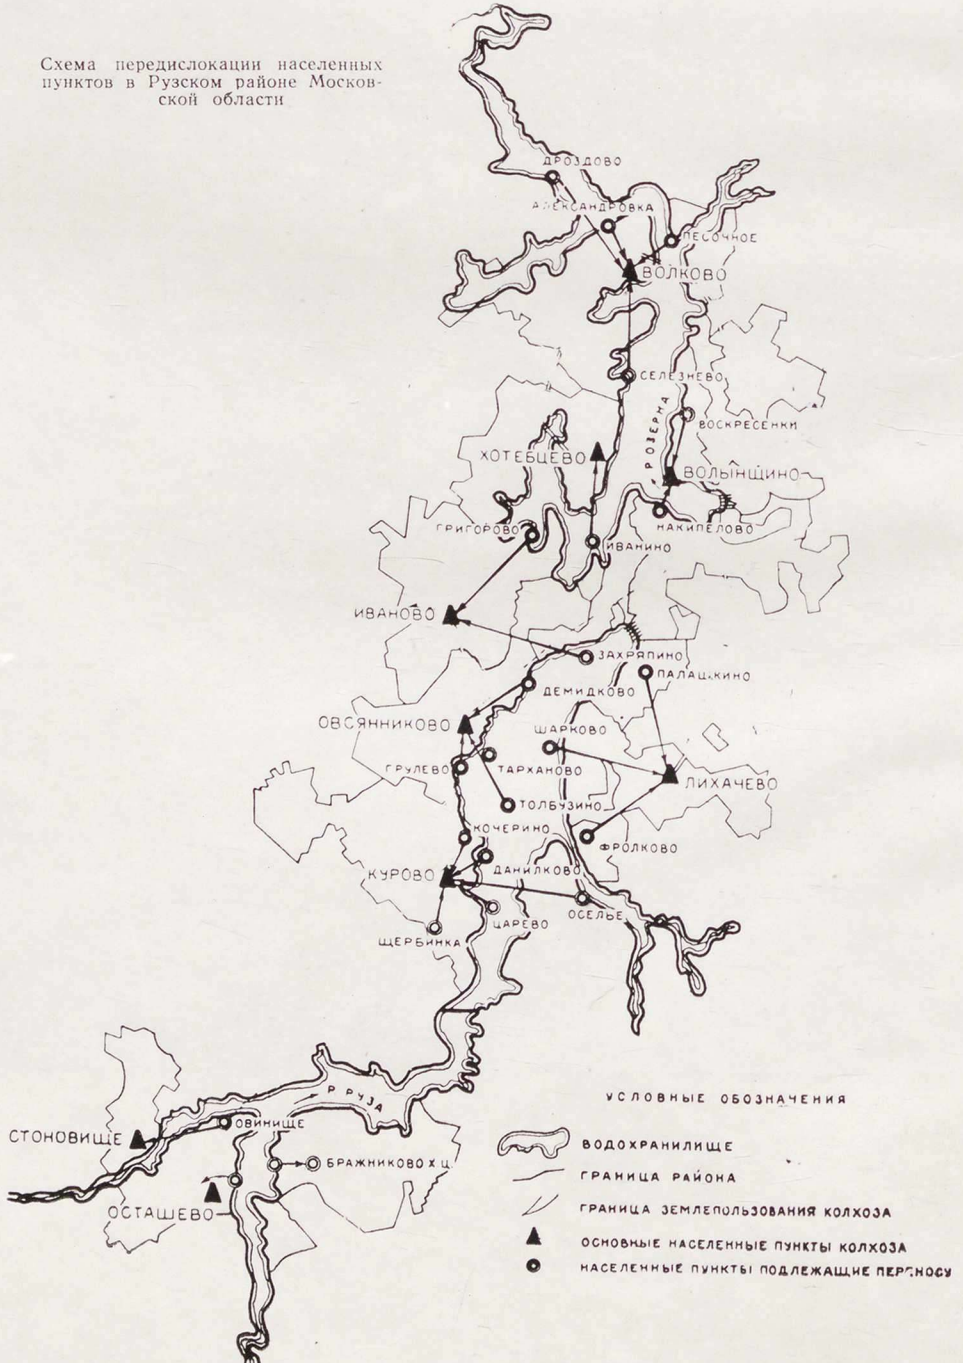 Схема передислокации населенных
пунктов в Рузском районе Москов-
ской области
ДРОЗДОВО
АЛЕКСАНДРОВКА
ПЕСОЧНОЕ
ВОЛКОВО
СЕЛЕЗНЕВО
Р ОЗЕРНА
ВОСКРЕСЕНКИ
ХОТЕБЦЕВО
ВОЛЫНЩИНО
ГРИГОРОВО
НАКИПЕЛОВО
ИВАНИНО
ИВАНОВО
ЗАХРЯПИНО
ПАЛАШКИНО
ДЕМИДКОВО
ОВСЯННИКОВО
ШАРКОВО
ГРУЛЕВО
ТАРХАНОВО
ЛИХАЧЕВО
ТОЛБУЗИНО
КОЧЕРИНО
ФРОЛКОВО
КУРОВО
ДАНИЛКОВО
ОСЕЛЬЕ
ЦАРЕВО
ЩЕРБИНКА
Р РУЗА
СТОНОВИЩЕ
ОВИНИЩЕ
БРАЖНИКОВО Х.Ц.
ОСТАШЕВО
УСЛОВНЫЕ ОБОЗНАЧЕНИЯ
ВОДОХРАНИЛИЩЕ
ГРАНИЦА РАЙОНА
ГРАНИЦА ЗЕМЛЕПОЛЬЗОВАНИЯ КОЛХОЗА
ОСНОВНЫЕ НАСЕЛЕННЫЕ ПУНКТЫ КОЛХОЗА
НАСЕЛЕННЫЕ ПУНКТЫ ПОДЛЕЖАЩИЕ ПЕРЕНОСУ